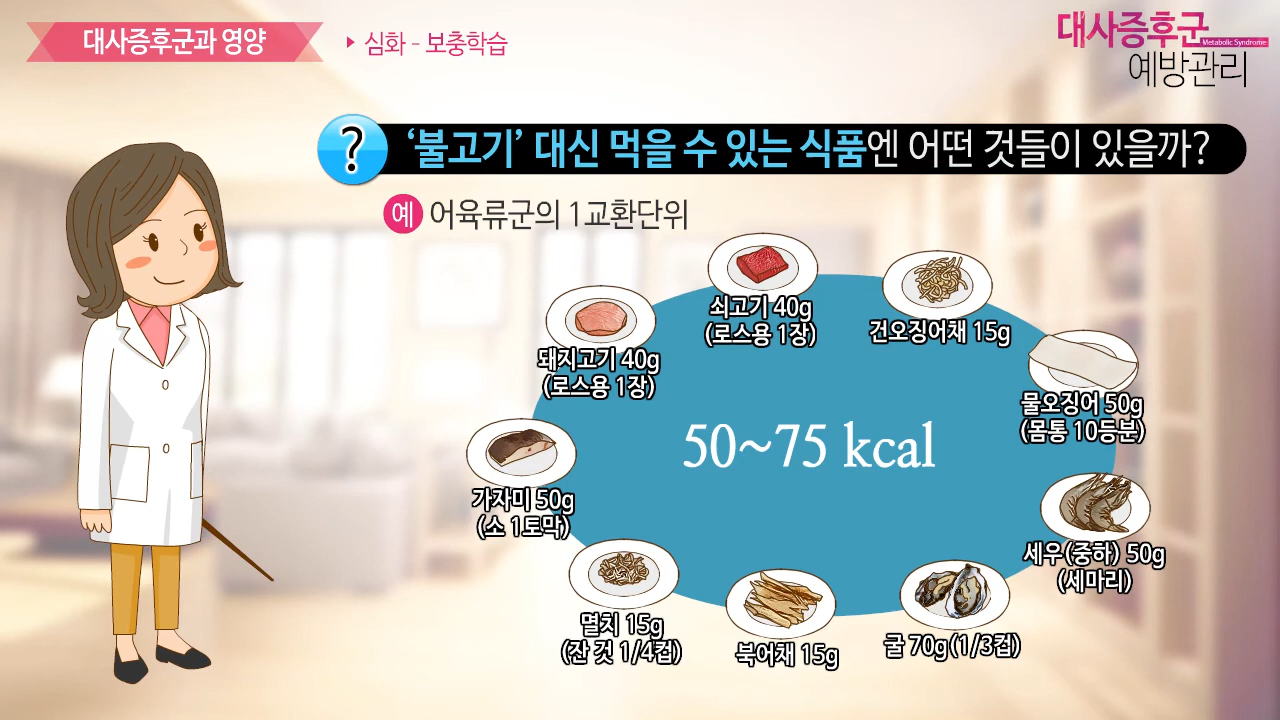 대사증후군과 영양
심화 - 보충학습
대사증후군
Metabolic Syndrome
예방관리
?
‘불고기’ 대신 먹을 수 있는 식품엔 어떤 것들이 있을까?
예 어육류군의 1교환단위
쇠고기 40g
(로스용 1장)
건오징어채 15g
돼지고기 40g
(로스용 1장)
물오징어 50g
(몸통 10등분)
50~75 kcal
가자미 50g
(소 1토막)
세우(중하) 50g
(세마리)
멸치 15g
(잔 것 1/4컵)
북어채 15g
굴 70g(1/3컵)